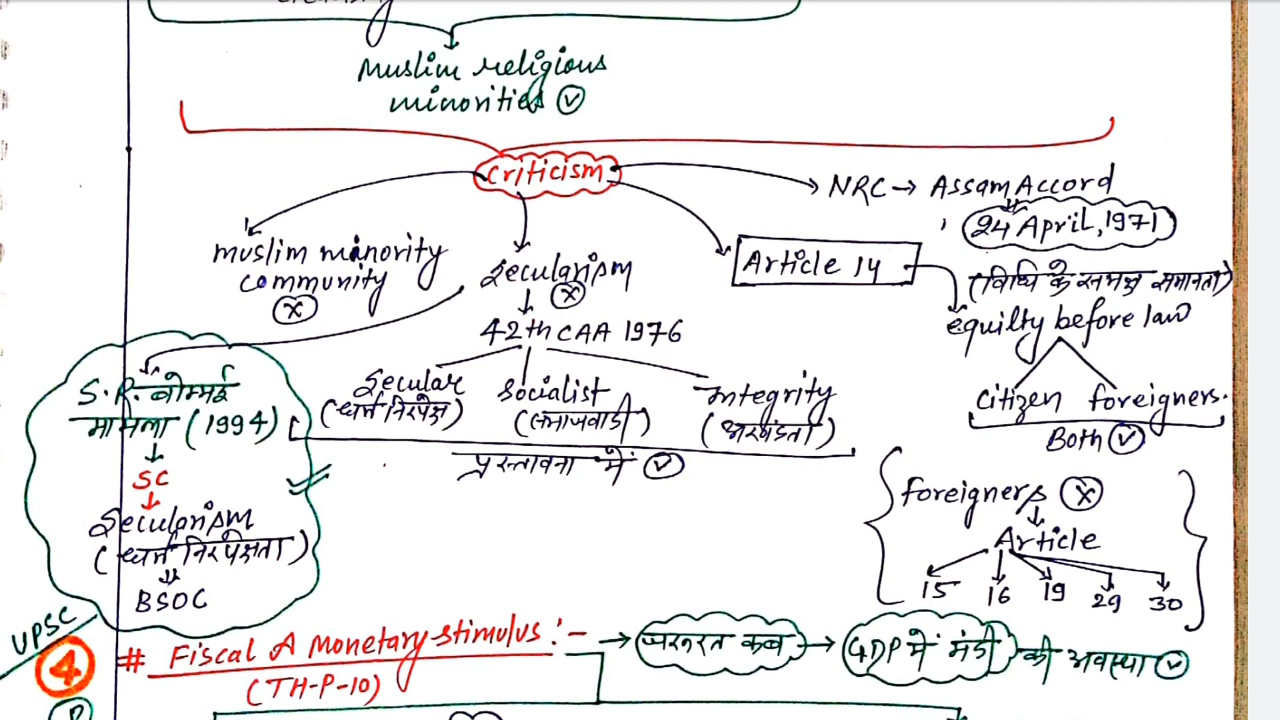 Muslim religious
minorities
Criticism
NRC → Assam Accord
24 April, 1971
muslim minority
community
Secularism
Article 14
(विधि के समक्ष समानता)
equilty before law
42th CAA 1976
citizen foreigners.
Both
Secular
(धर्म निरपेक्ष)
Socialist
(समाजवादी)
Integrity
(अखंडता)
प्रस्तावना में
S.R. बोम्मई
मामला (1994)
SC
Secularism
(धर्म निरपेक्षता)
BSOC
foreigners
Article
15 16 19 29 30
UPSC
4
# Fiscal A Monetary stimulus :-
(TH-P-10)
→ जरूरत कब → GDP में मंदी की अवस्था